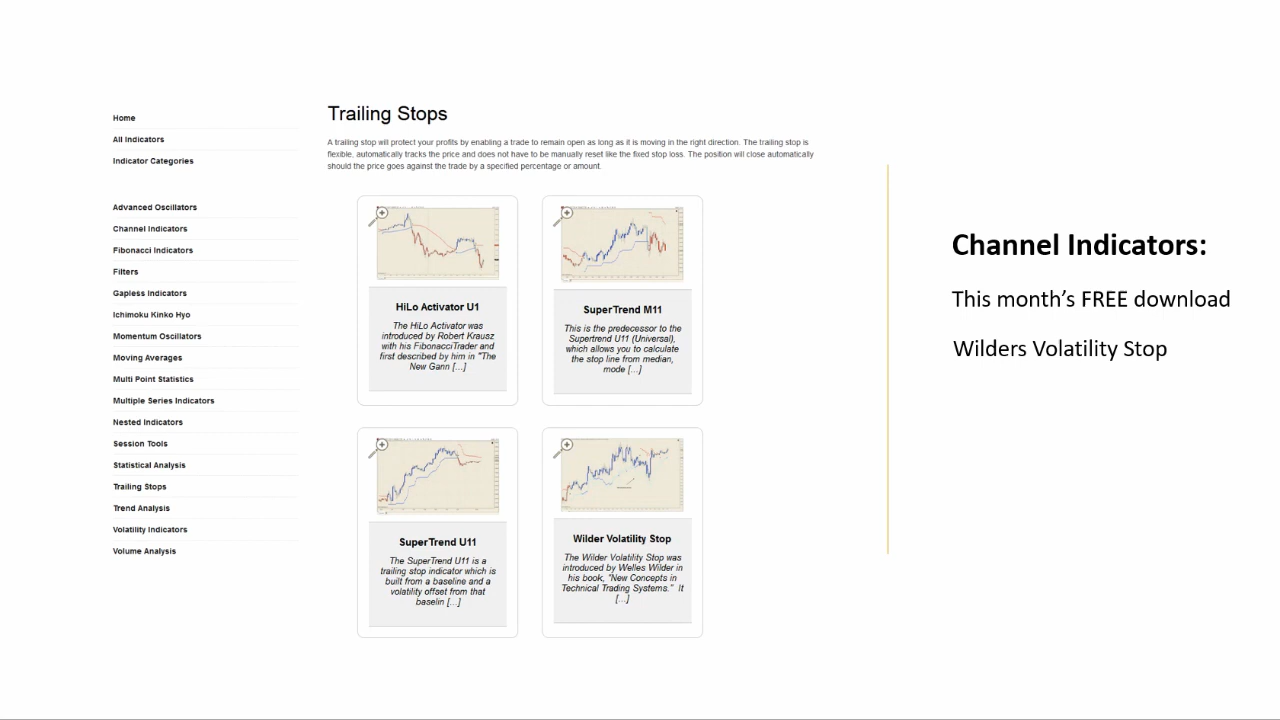 Home
All Indicators
Indicator Categories
Advanced Oscillators
Channel Indicators
Fibonacci Indicators
Filters
Gapless Indicators
Ichimoku Kinko Hyo
Momentum Oscillators
Moving Averages
Multi Point Statistics
Multiple Series Indicators
Nested Indicators
Session Tools
Statistical Analysis
Trailing Stops
Trend Analysis
Volatility Indicators
Volume Analysis
Trailing Stops
A trailing stop will protect your profits by enabling a trade to remain open as long as it is moving in the right direction. The trailing stop is
flexible, automatically tracks the price and does not have to be manually reset like the fixed stop loss. The position will close automatically
should the price goes against the trade by a specified percentage or amount.
HiLo Activator U1
The HiLo Activator was
introduced by Robert Krausz
with his FibonacciTrader and
first described by him in "The
New Gann [...]
SuperTrend M11
This is the predecessor to the
Supertrend U11 (Universal),
which allows you to calculate
the stop line from median,
mode [...]
SuperTrend U11
The SuperTrend U11 is a
trailing stop indicator which is
built from a baseline and a
volatility offset from that
baselin [...]
Wilder Volatility Stop
The Wilder Volatility Stop was
introduced by Welles Wilder in
his book, "New Concepts in
Technical Trading Systems." It
[...]
Channel Indicators:
This month's FREE download
Wilders Volatility Stop